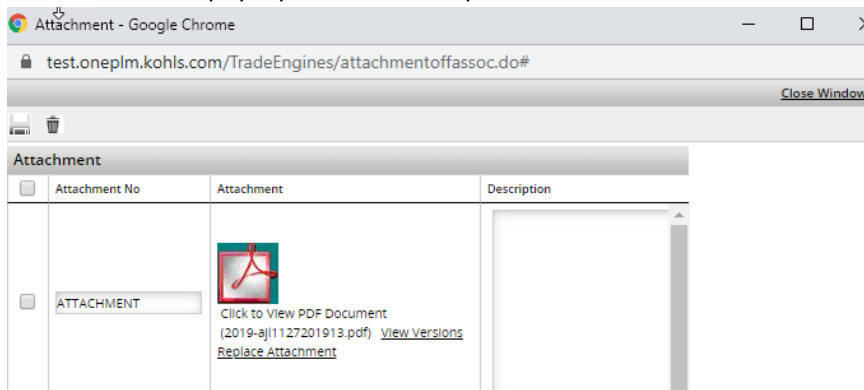 Attachment - Google Chrome
test.oneplm.kohls.com/TradeEngines/attachmentoffassoc.do#
Close Window
Attachment
Attachment No Attachment Description
ATTACHMENT
Click to View PDF Document
(2019-ajl1127201913.pdf) View Versions
Replace Attachment